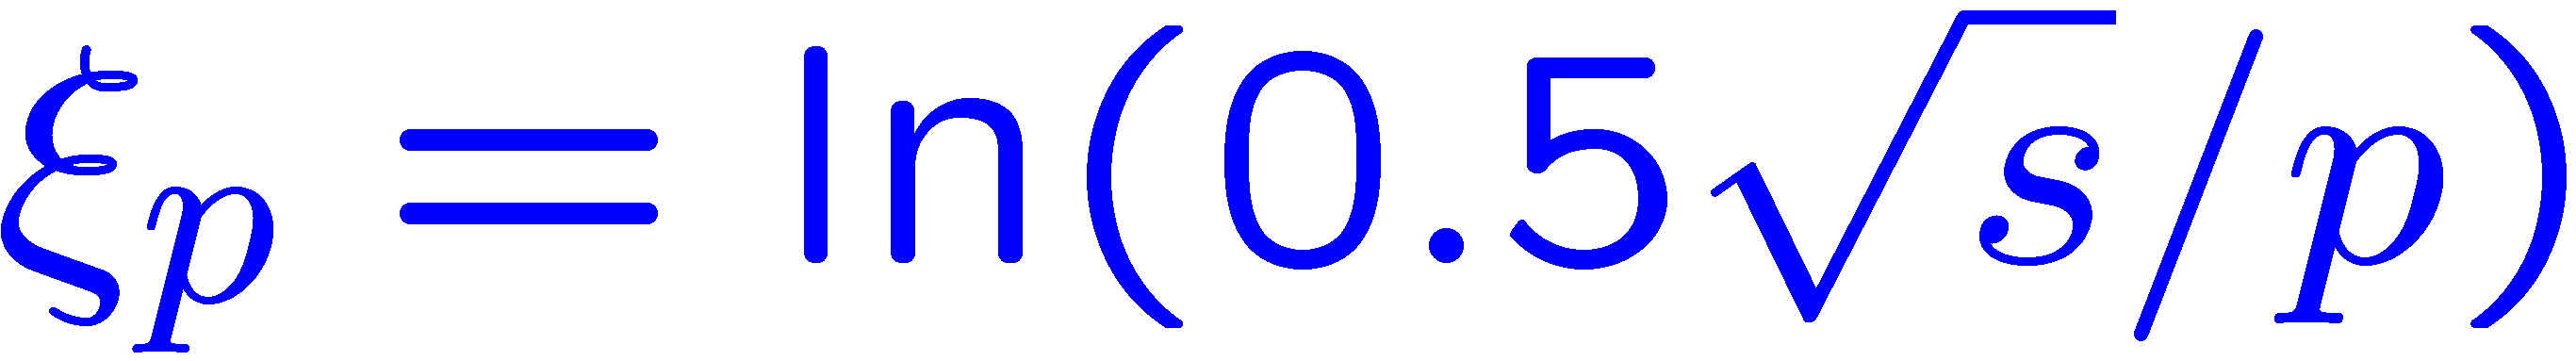 ξₚ = ln(0.5√s/p)